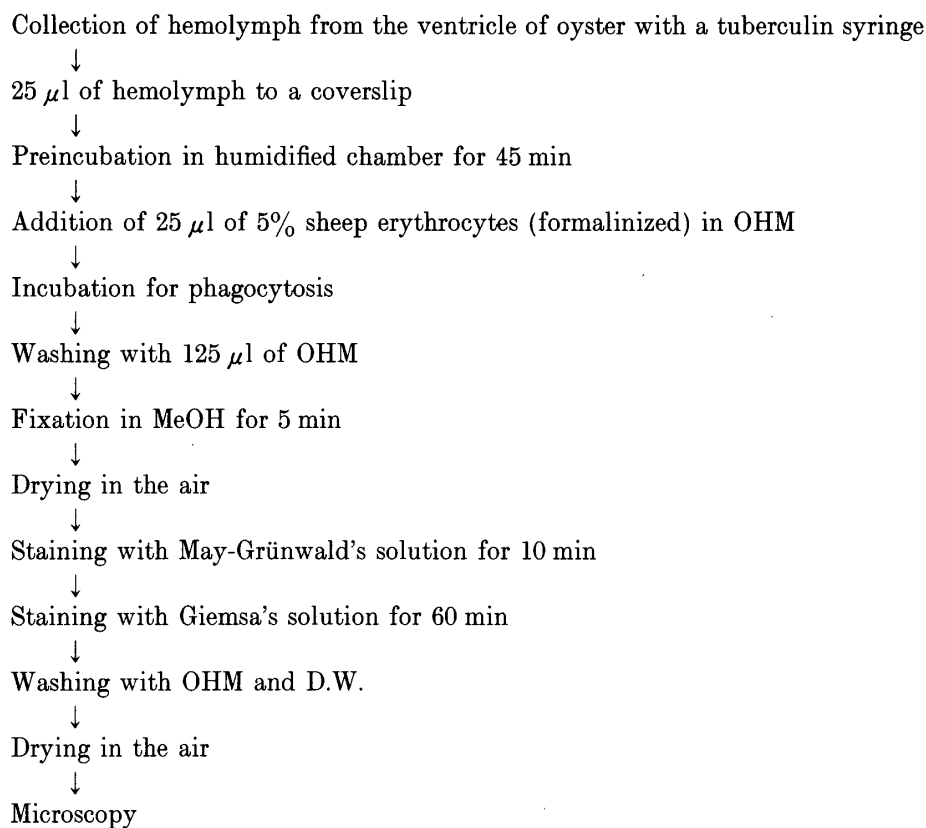 Collection of hemolymph from the ventricle of oyster with a tuberculin syringe
↓
25 μl of hemolymph to a coverslip
↓
Preincubation in humidified chamber for 45 min
↓
Addition of 25 μl of 5% sheep erythrocytes (formalinized) in OHM
↓
Incubation for phagocytosis
↓
Washing with 125 μl of OHM
↓
Fixation in MeOH for 5 min
↓
Drying in the air
↓
Staining with May-Grünwald's solution for 10 min
↓
Staining with Giemsa's solution for 60 min
↓
Washing with OHM and D.W.
↓
Drying in the air
↓
Microscopy